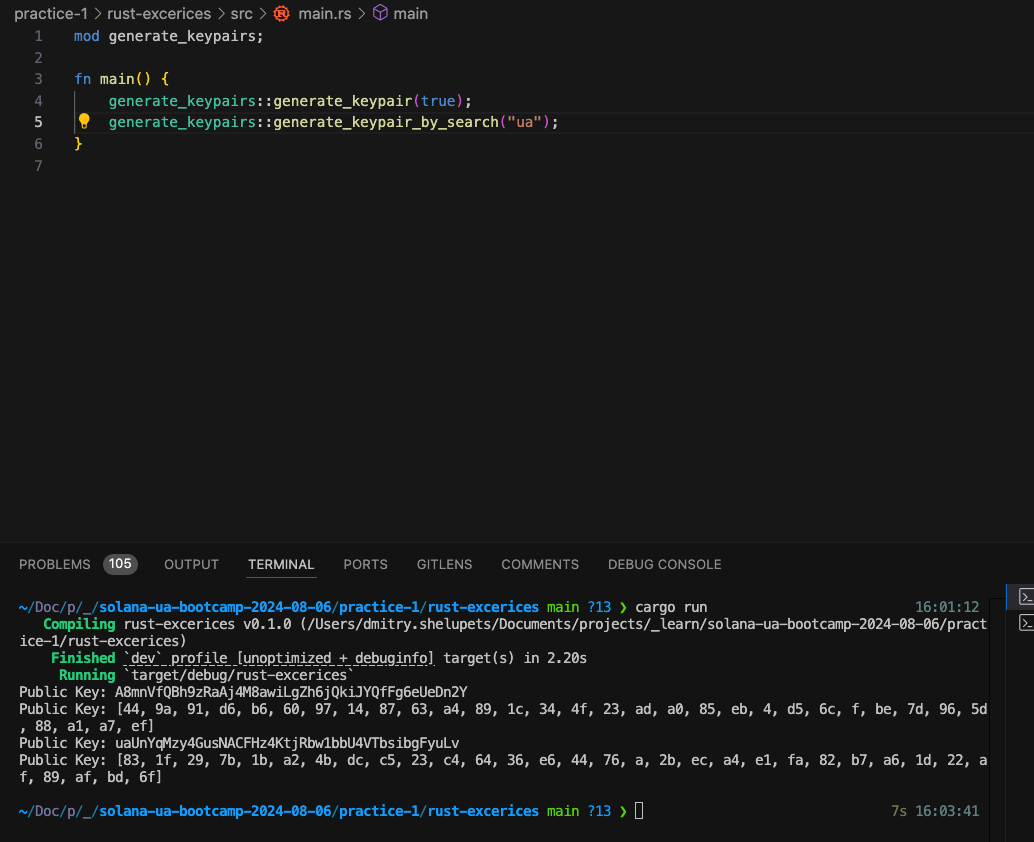 practice-1 > rust-excerices > src > main.rs > main
1 mod generate_keypairs;
2
3 fn main() {
4 generate_keypairs::generate_keypair(true);
5 generate_keypairs::generate_keypair_by_search("ua");
6 }
7
PROBLEMS 105 OUTPUT TERMINAL PORTS GITLENS COMMENTS DEBUG CONSOLE
~/Doc/p/_/solana-ua-bootcamp-2024-08-06/practice-1/rust-excerices main ?13 ❯ cargo run 16:01:12
Compiling rust-excerices v0.1.0 (/Users/dmitry.shelupets/Documents/projects/_learn/solana-ua-bootcamp-2024-08-06/pract
ice-1/rust-excerices)
Finished `dev` profile [unoptimized + debuginfo] target(s) in 2.20s
Running `target/debug/rust-excerices`
Public Key: A8mnVfQBh9zRaAj4M8awiLgZh6jQkiJYQfFg6eUeDn2Y
Public Key: [44, 9a, 91, d6, b6, 60, 97, 14, 87, 63, a4, 89, 1c, 34, 4f, 23, ad, a0, 85, eb, 4, d5, 6c, f, be, 7d, 96, 5d
, 88, a1, a7, ef]
Public Key: uaUnYqMzy4GusNACFHz4KtjRbw1bbU4VTbsibgFyuLv
Public Key: [83, 1f, 29, 7b, 1b, a2, 4b, dc, c5, 23, c4, 64, 36, e6, 44, 76, a, 2b, ec, a4, e1, fa, 82, b7, a6, 1d, 22, a
f, 89, af, bd, 6f]
~/Doc/p/_/solana-ua-bootcamp-2024-08-06/practice-1/rust-excerices main ?13 ❯ 7s 16:03:41